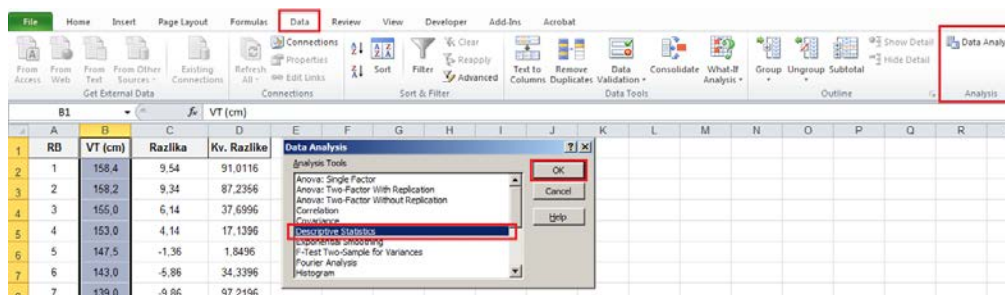 File Home Insert Page Layout Formulas Data Review View Developer Add-Ins Acrobat
From Access From Web From Text From Other Sources Existing Connections Refresh All Connections Properties Edit Links Sort Filter Clear Reapply Advanced Text to Columns Remove Duplicates Data Validation Consolidate What-If Analysis Group Ungroup Subtotal Show Detail Hide Detail Data Analy
Get External Data Connections Sort & Filter Data Tools Outline Analysis
B1 fx VT (cm)
A B C D E F G H I J K L M N O P Q R
1 RB VT (cm) Razlika Kv. Razlike
2 1 158,4 9,54 91,0116
3 2 158,2 9,34 87,2356
4 3 155,0 6,14 37,6996
5 4 153,0 4,14 17,1396
6 5 147,5 -1,36 1,8496
7 6 143,0 -5,86 34,3396
7 139,0 -9,86 97,2196
Data Analysis
Analysis Tools
Anova: Single Factor
Anova: Two-Factor With Replication
Anova: Two-Factor Without Replication
Correlation
Covariance
Descriptive Statistics
Exponential Smoothing
F-Test Two-Sample for Variances
Fourier Analysis
Histogram
OK
Cancel
Help